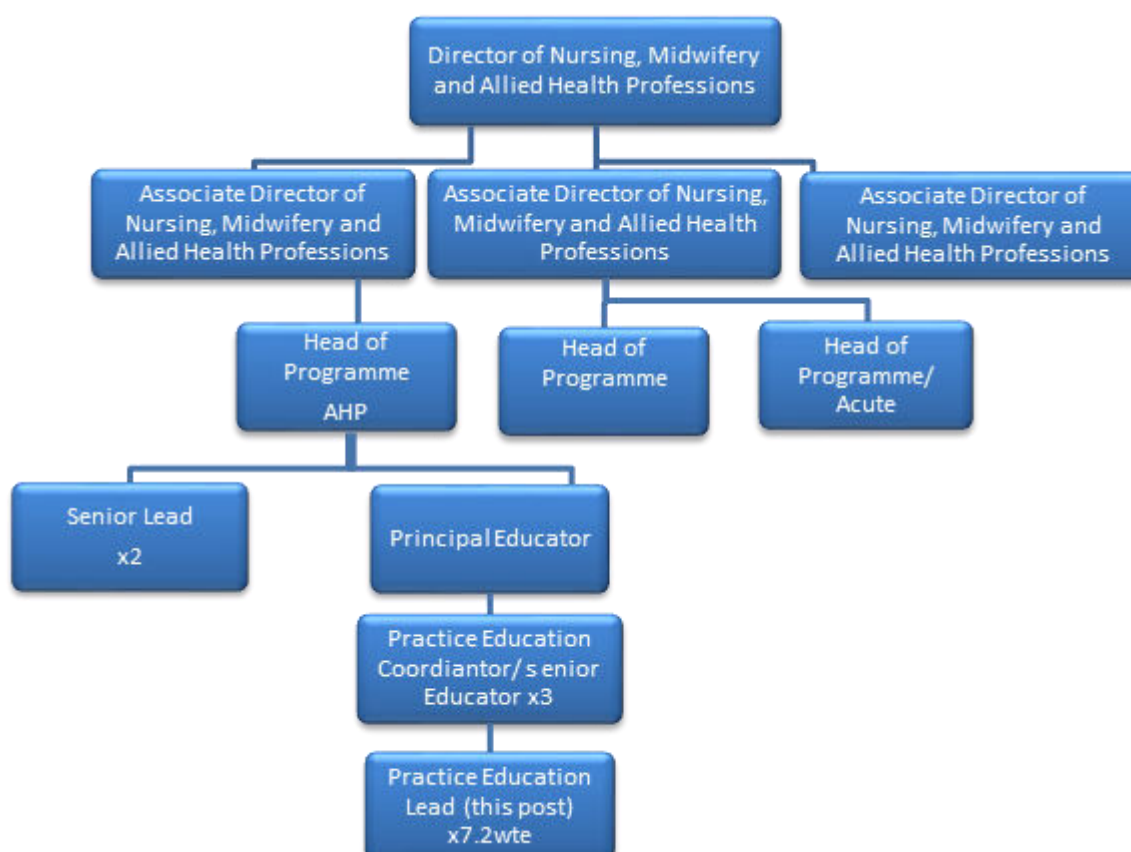 Director of Nursing, Midwifery
and Allied Health Professions
Associate Director of
Nursing, Midwifery and
Allied Health Professions
Associate Director of Nursing,
Midwifery and Allied Health
Professions
Associate Director of
Nursing, Midwifery and
Allied Health Professions
Head of
Programme
AHP
Head of
Programme
Head of
Programme/
Acute
Senior Lead
x2
Principal Educator
Practice Education
Coordiantor/ s enior
Educator x3
Practice Education
Lead (this post)
x7.2wte